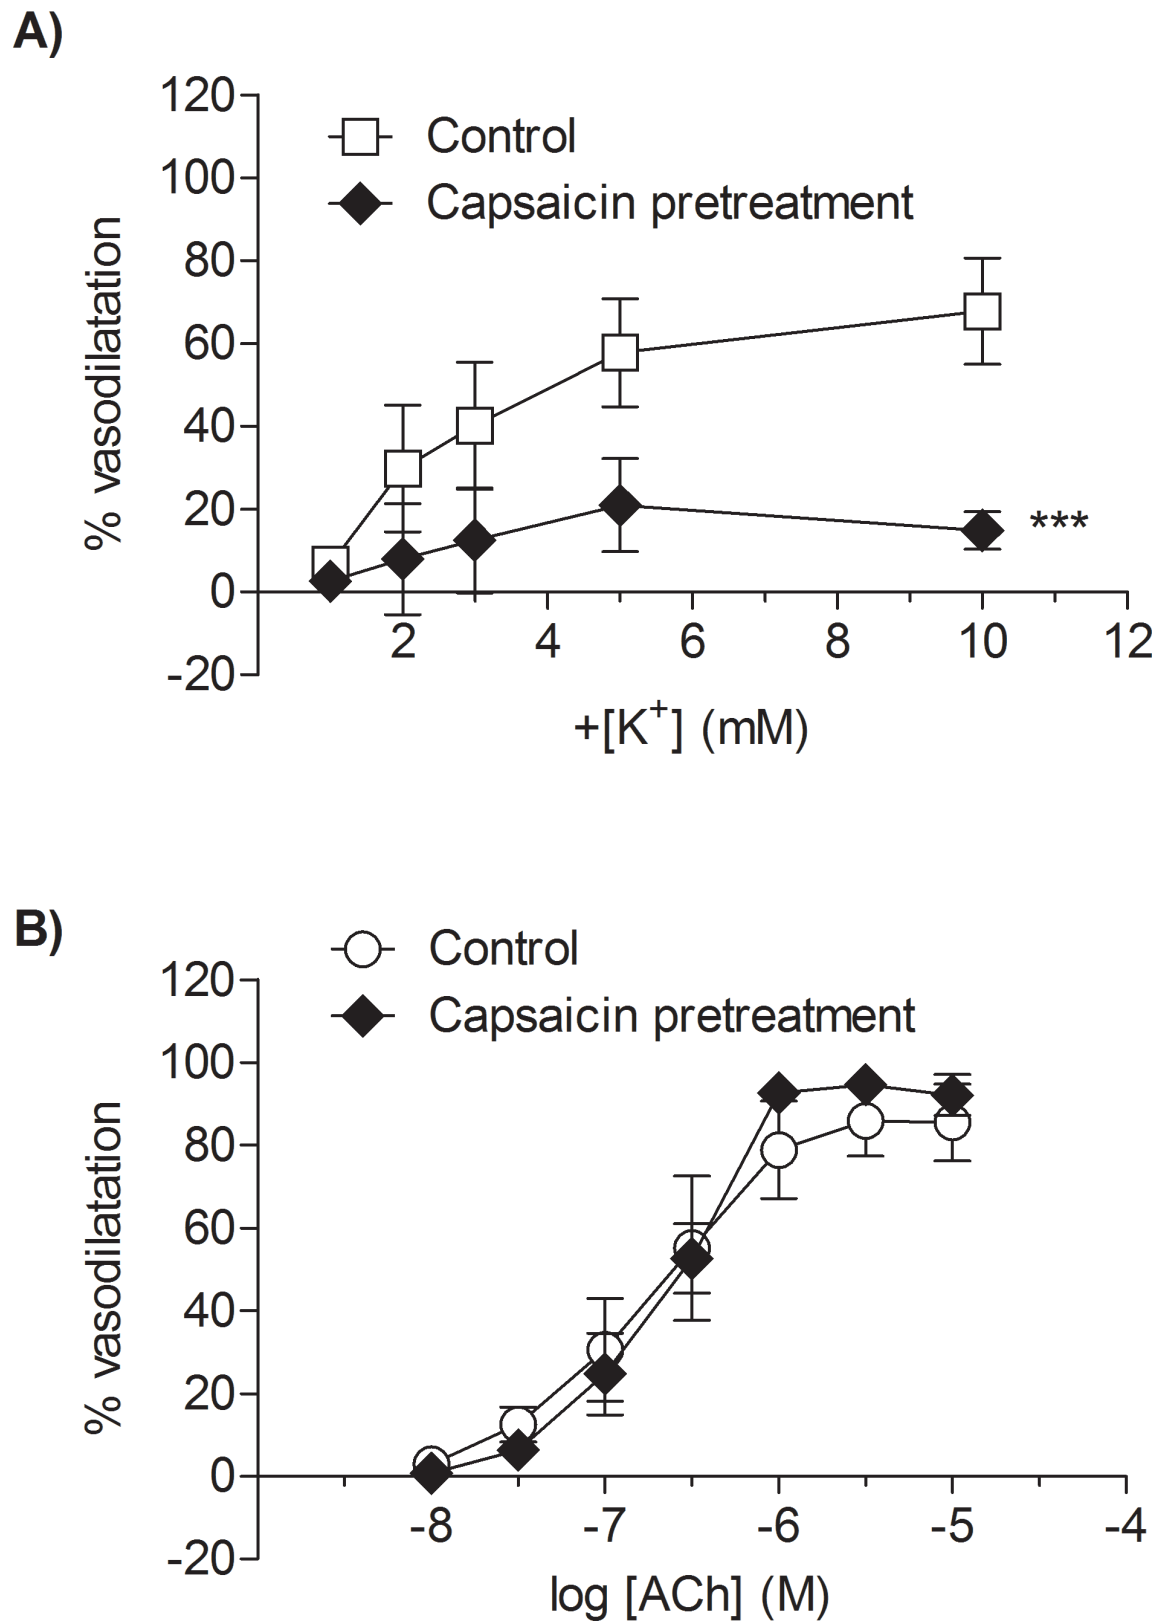 A)
120
100
80
60
40
20
0
-20
% vasodilatation
Control
Capsaicin pretreatment
***
2 4 6 8 10 12
+[K+] (mM)
B)
120
100
80
60
40
20
0
-20
% vasodilatation
Control
Capsaicin pretreatment
-8 -7 -6 -5 -4
log [ACh] (M)